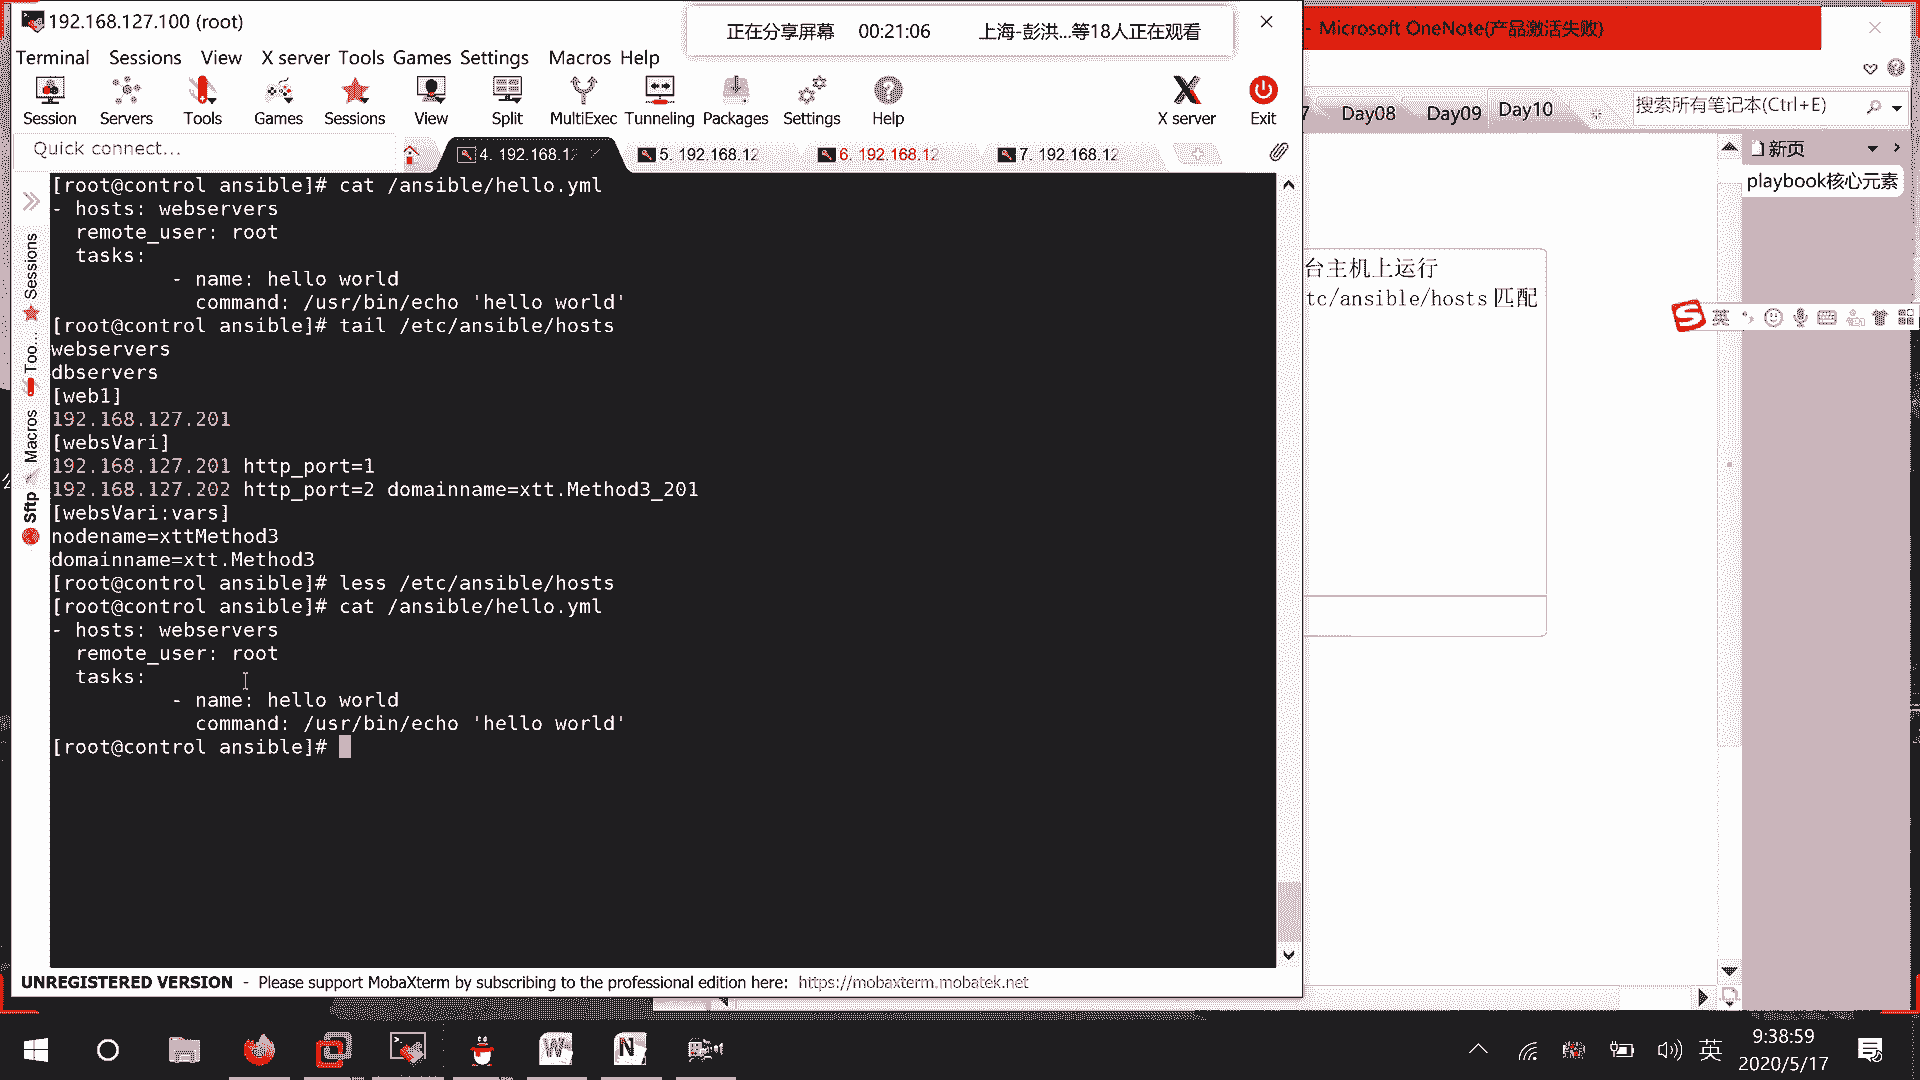 192.168.127.100 (root)
正在分享屏幕 00:21:06 上海-彭洪...等18人正在观看
- Microsoft OneNote(产品激活失败)
Terminal Sessions View X server Tools Games Settings Macros Help
Session Servers Tools Games Sessions View Split MultiExec Tunneling Packages Settings Help X server Exit
7 Day08 Day09 Day10
搜索所有笔记本(Ctrl+E)
Quick connect...
4. 192.168.12 5. 192.168.12 6. 192.168.12 7. 192.168.12
新页
playbook核心元素
Sessions
Too...
Macros
Sftp
[root@control ansible]# cat /ansible/hello.yml
- hosts: webservers
remote_user: root
tasks:
- name: hello world
command: /usr/bin/echo 'hello world'
[root@control ansible]# tail /etc/ansible/hosts
webservers
dbservers
[web1]
192.168.127.201
[websVari]
192.168.127.201 http_port=1
192.168.127.202 http_port=2 domainname=xtt.Method3_201
[websVari:vars]
nodename=xttMethod3
domainname=xtt.Method3
[root@control ansible]# less /etc/ansible/hosts
[root@control ansible]# cat /ansible/hello.yml
- hosts: webservers
remote_user: root
tasks:
- name: hello world
command: /usr/bin/echo 'hello world'
[root@control ansible]#
台主机上运行
tc/ansible/hosts匹配
英
UNREGISTERED VERSION - Please support MobaXterm by subscribing to the professional edition here: https://mobaxterm.mobatek.net
英
9:38:59
2020/5/17